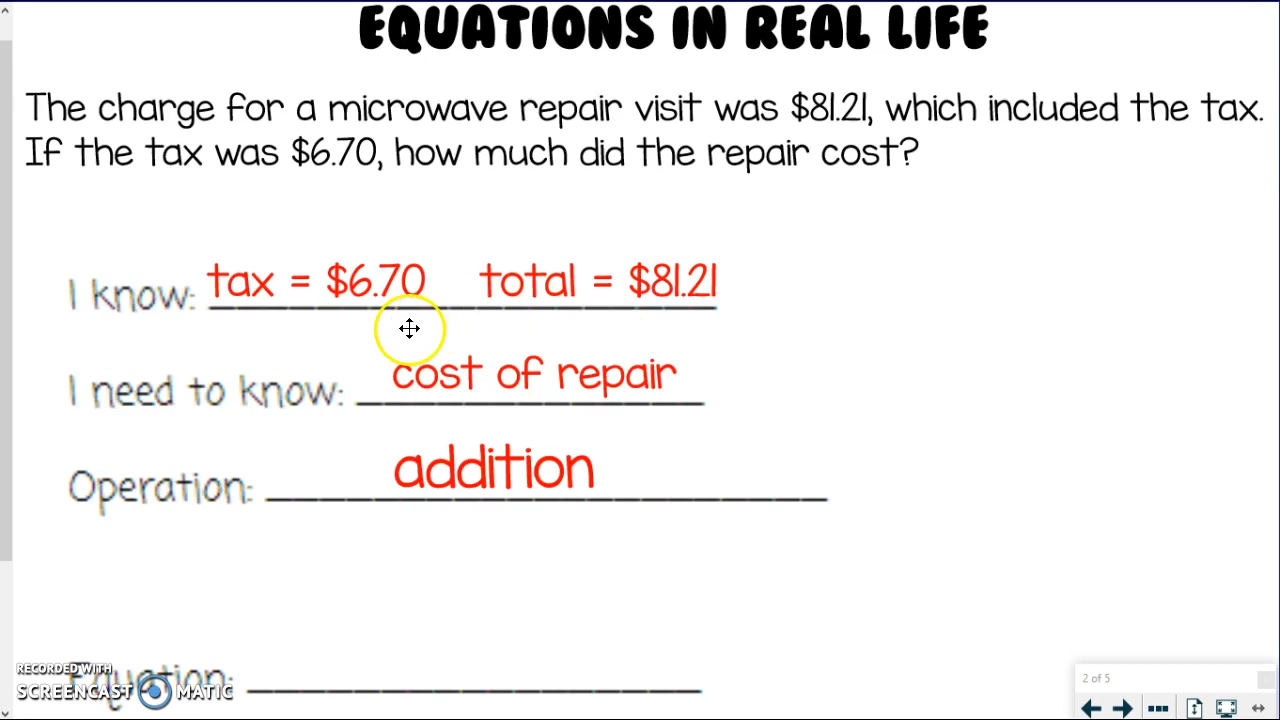 EQUATIONS IN REAL LIFE
The charge for a microwave repair visit was $81.21, which included the tax.
If the tax was $6.70, how much did the repair cost?
I know: tax = $6.70 total = $81.21
I need to know: cost of repair
Operation: addition
Equation:
RECORDED WITH
SCREENCAST MATIC
2 of 5